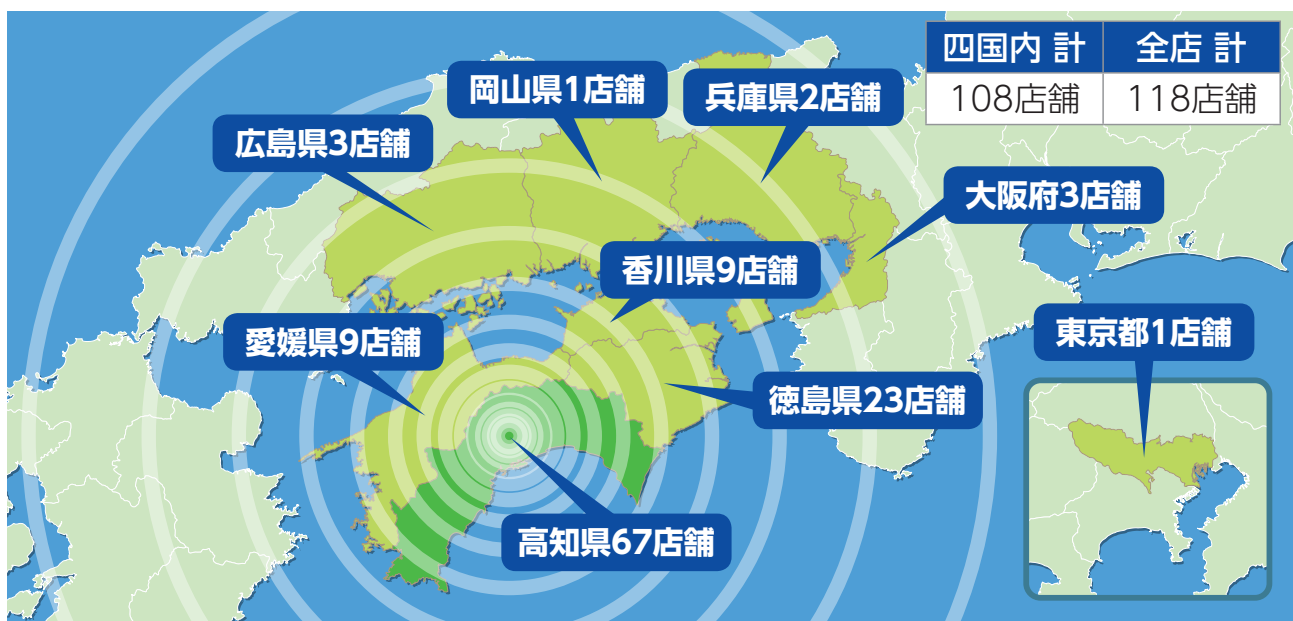 四国内 計 全店 計
108店舗 118店舗
岡山県1店舗
兵庫県2店舗
広島県3店舗
大阪府3店舗
香川県9店舗
愛媛県9店舗
東京都1店舗
徳島県23店舗
高知県67店舗